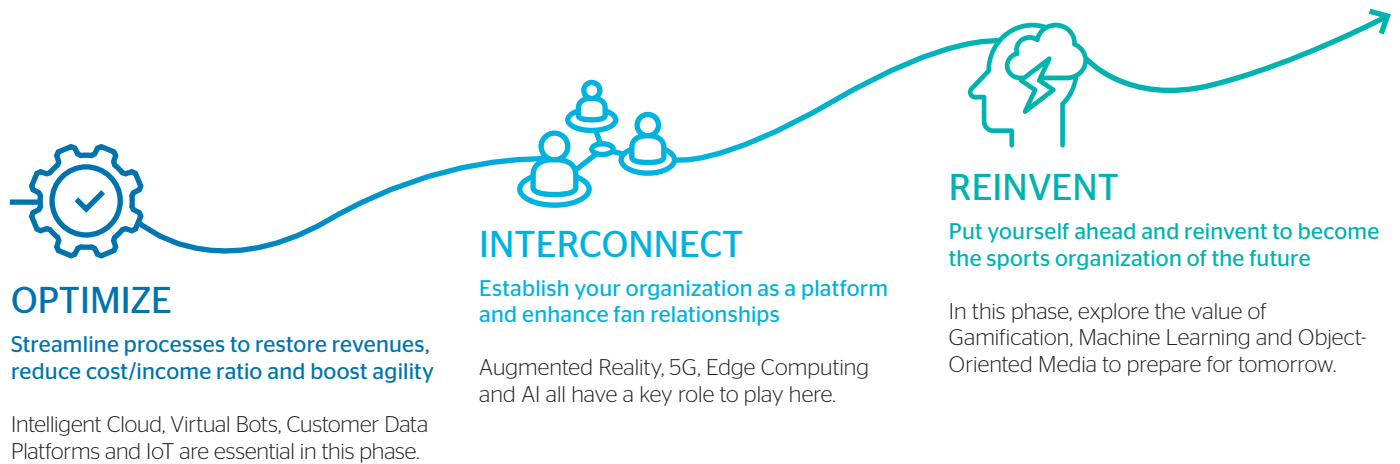 OPTIMIZE
Streamline processes to restore revenues,
reduce cost/income ratio and boost agility
Intelligent Cloud, Virtual Bots, Customer Data
Platforms and IoT are essential in this phase.
INTERCONNECT
Establish your organization as a platform
and enhance fan relationships
Augmented Reality, 5G, Edge Computing
and AI all have a key role to play here.
REINVENT
Put yourself ahead and reinvent to become
the sports organization of the future
In this phase, explore the value of
Gamification, Machine Learning and Object-
Oriented Media to prepare for tomorrow.